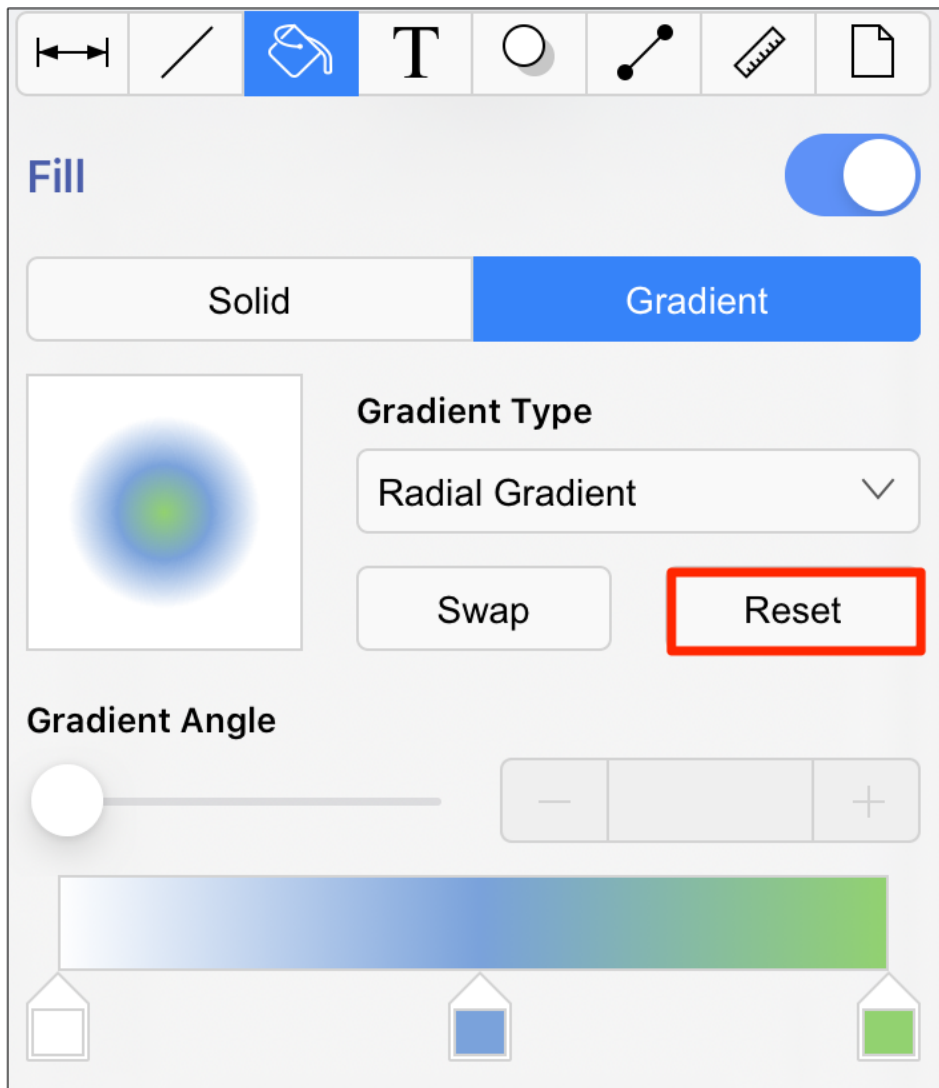 T
Fill
Solid
Gradient
Gradient Type
Radial Gradient
Swap
Reset
Gradient Angle